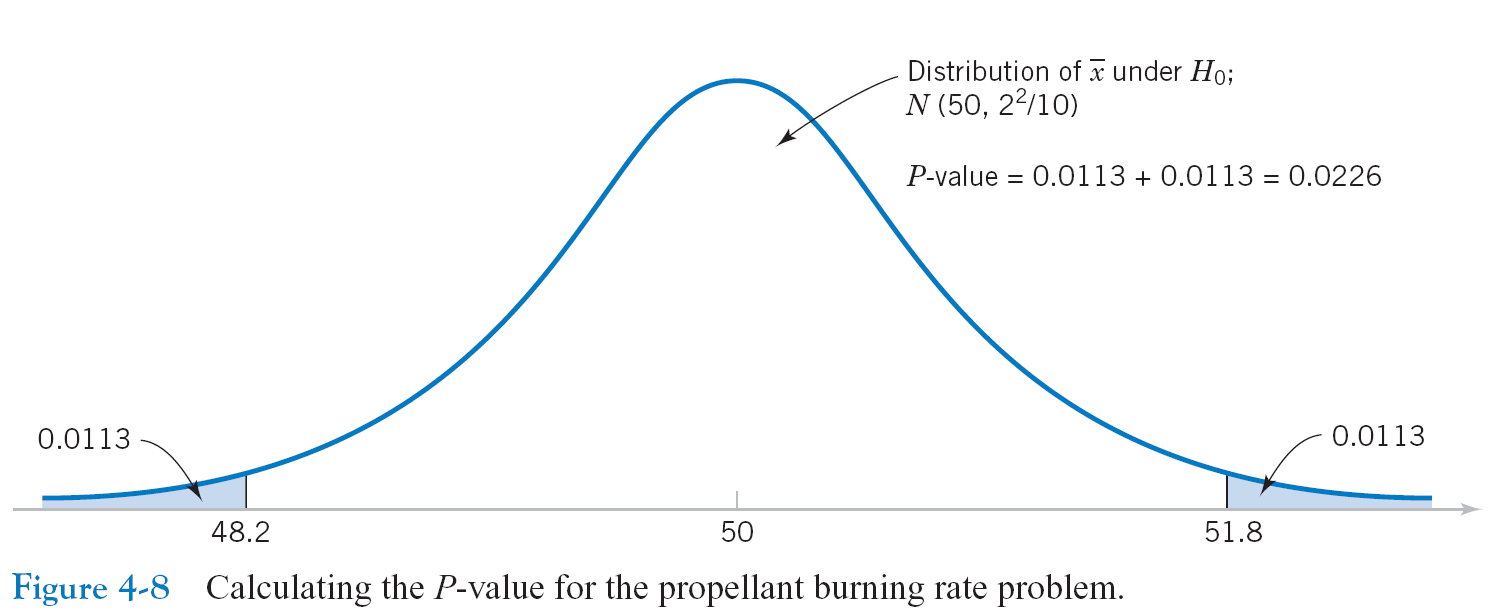 Distribution of x̅ under H₀;
N (50, 2²/10)
P-value = 0.0113 + 0.0113 = 0.0226
0.0113
0.0113
48.2
50
51.8
Figure 4-8 Calculating the P-value for the propellant burning rate problem.